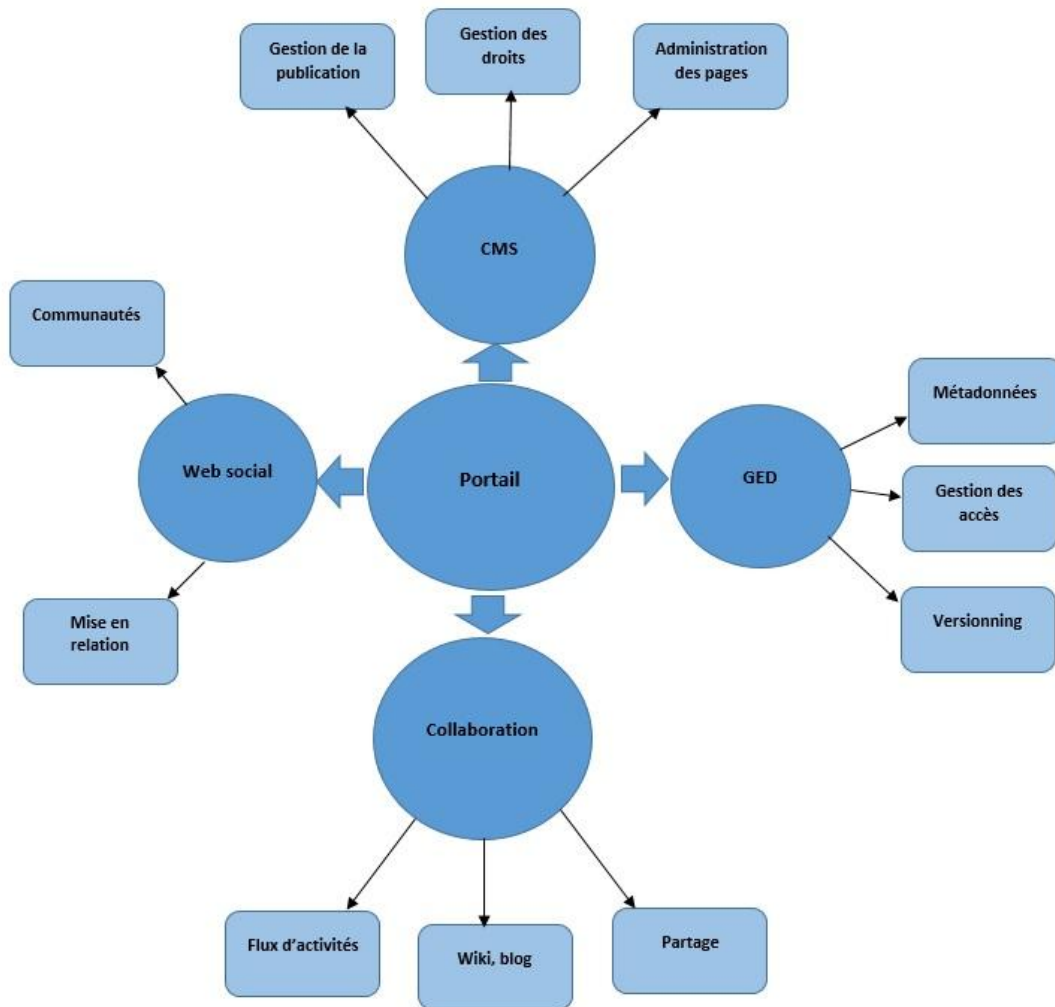 Gestion de la
publication
Gestion des
droits
Administration
des pages
CMS
Communautés
Web social
Mise en
relation
Portail
GED
Métadonnées
Gestion des
accès
Versionning
Collaboration
Flux d’activités
Wiki, blog
Partage